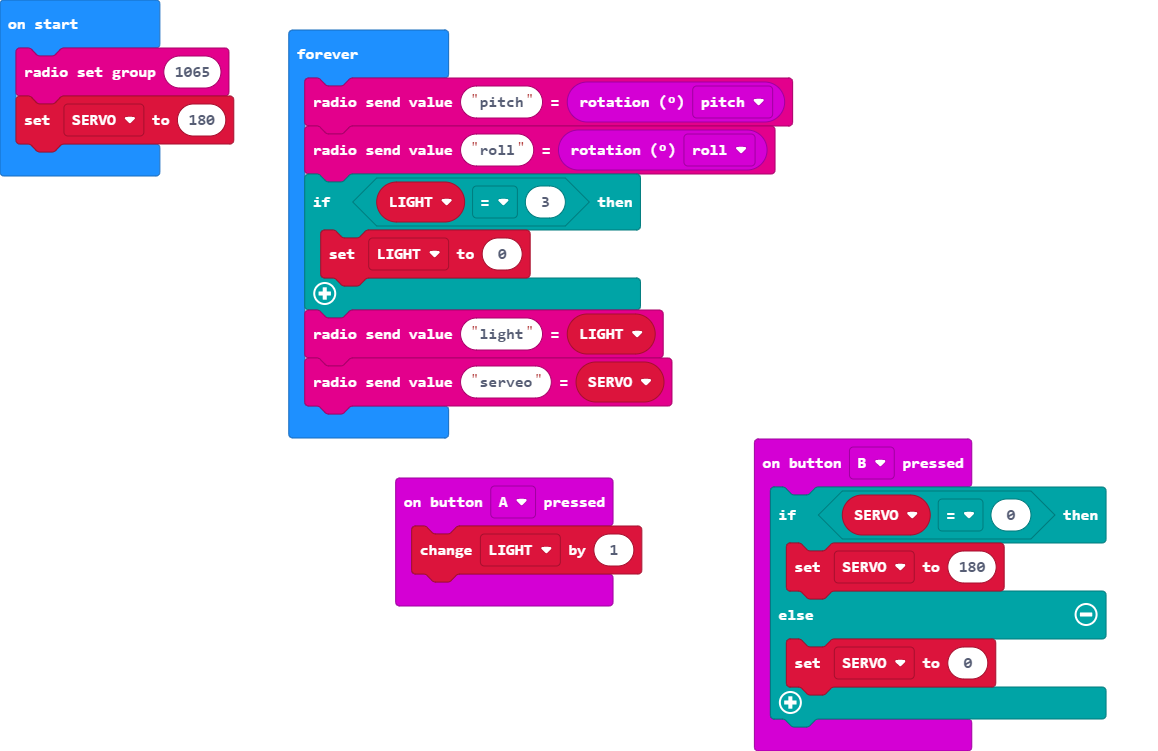 on start
radio set group 1065
set SERVO to 180
forever
radio send value "pitch" = rotation (º) pitch
radio send value "roll" = rotation (º) roll
if LIGHT = 3 then
set LIGHT to 0
radio send value "light" = LIGHT
radio send value "serveo" = SERVO
on button A pressed
change LIGHT by 1
on button B pressed
if SERVO = 0 then
set SERVO to 180
else
set SERVO to 0